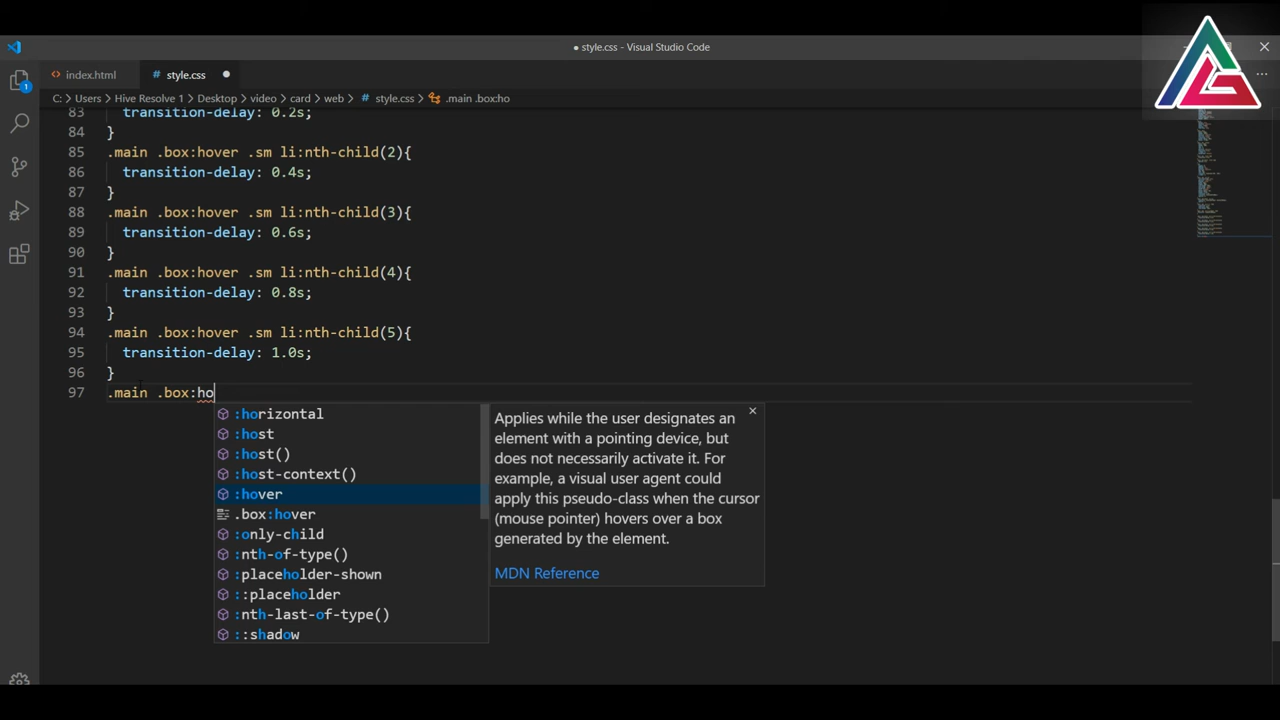 style.css - Visual Studio Code
index.html
# style.css
C: > Users > Hive Resolve 1 > Desktop > video > card > web > # style.css > .main .box:ho
83 transition-delay: 0.2s;
84 }
85 .main .box:hover .sm li:nth-child(2){
86 transition-delay: 0.4s;
87 }
88 .main .box:hover .sm li:nth-child(3){
89 transition-delay: 0.6s;
90 }
91 .main .box:hover .sm li:nth-child(4){
92 transition-delay: 0.8s;
93 }
94 .main .box:hover .sm li:nth-child(5){
95 transition-delay: 1.0s;
96 }
97 .main .box:ho
:horizontal
:host
:host()
:host-context()
:hover
.box:hover
:only-child
:nth-of-type()
:placeholder-shown
::placeholder
:nth-last-of-type()
::shadow
Applies while the user designates an
element with a pointing device, but
does not necessarily activate it. For
example, a visual user agent could
apply this pseudo-class when the cursor
(mouse pointer) hovers over a box
generated by the element.
MDN Reference
1